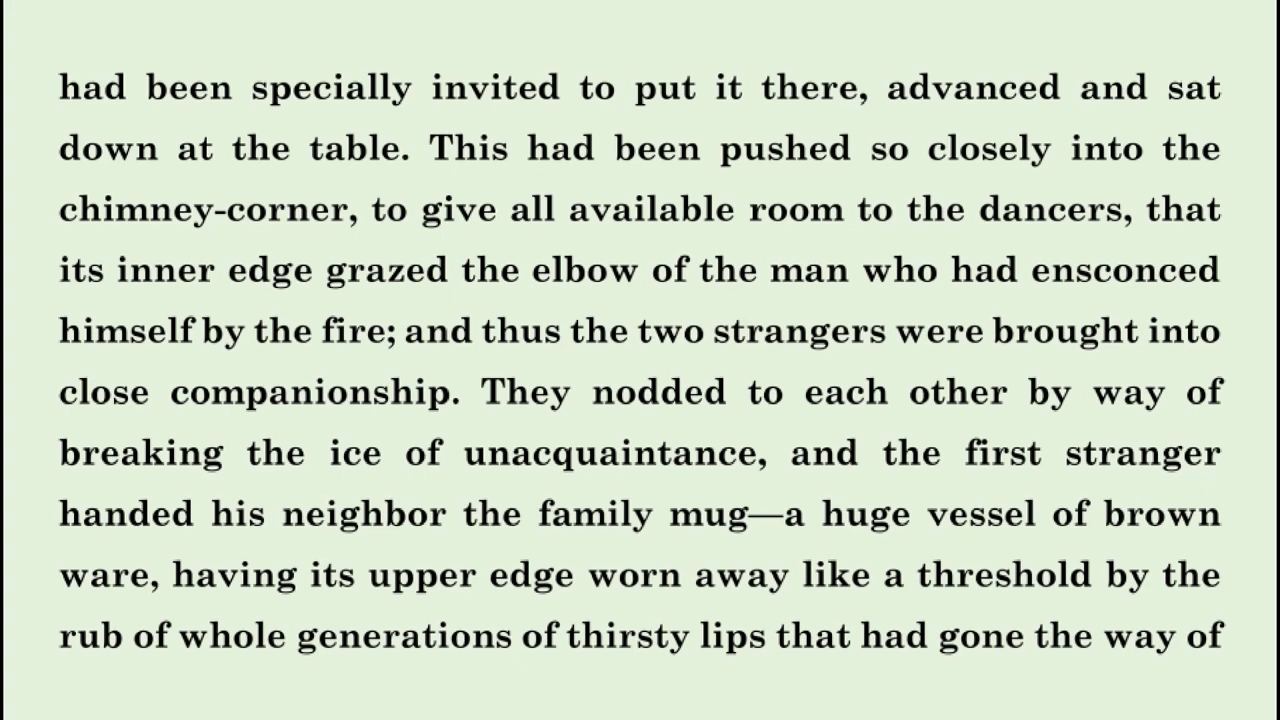 had been specially invited to put it there, advanced and sat
down at the table. This had been pushed so closely into the
chimney-corner, to give all available room to the dancers, that
its inner edge grazed the elbow of the man who had ensconced
himself by the fire; and thus the two strangers were brought into
close companionship. They nodded to each other by way of
breaking the ice of unacquaintance, and the first stranger
handed his neighbor the family mug—a huge vessel of brown
ware, having its upper edge worn away like a threshold by the
rub of whole generations of thirsty lips that had gone the way of